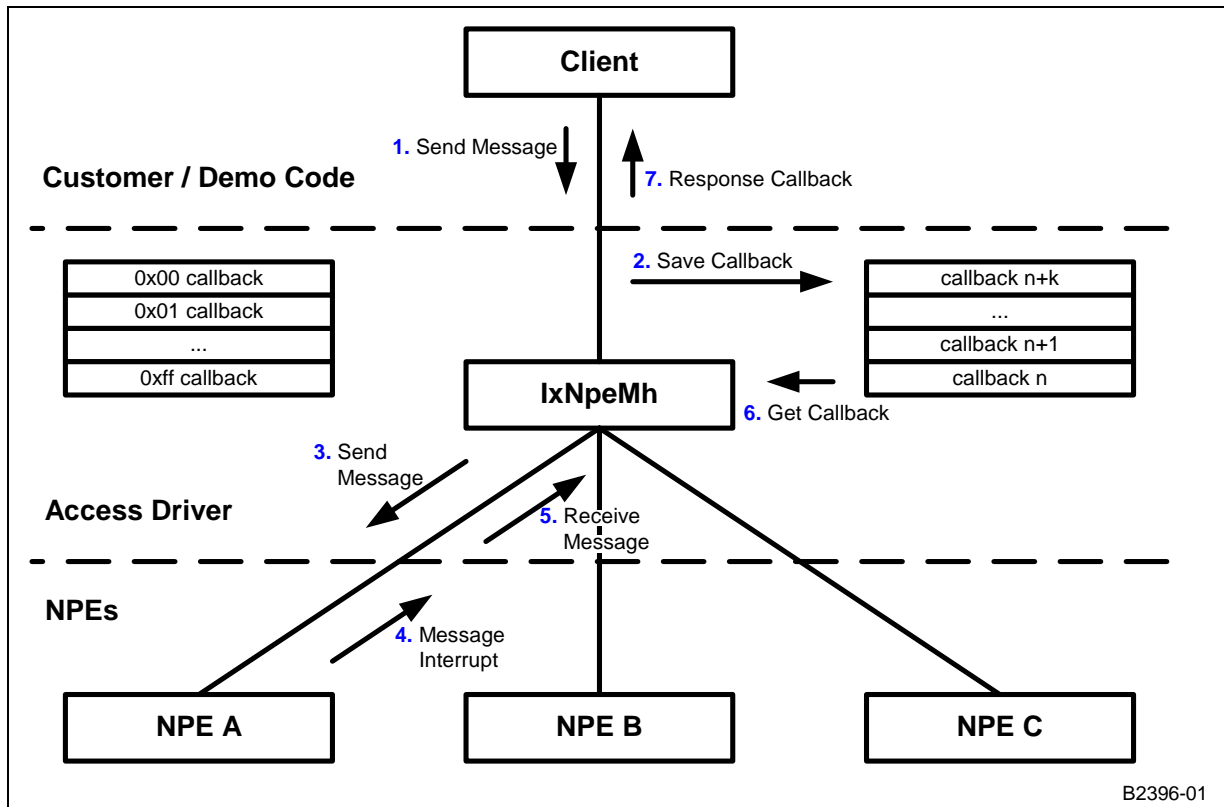 Client
1. Send Message
7. Response Callback
Customer / Demo Code
2. Save Callback
0x00 callback
0x01 callback
...
0xff callback
callback n+k
...
callback n+1
callback n
IxNpeMh
6. Get Callback
3. Send
Message
Access Driver
5. Receive
Message
NPEs
4. Message
Interrupt
NPE A
NPE B
NPE C
B2396-01